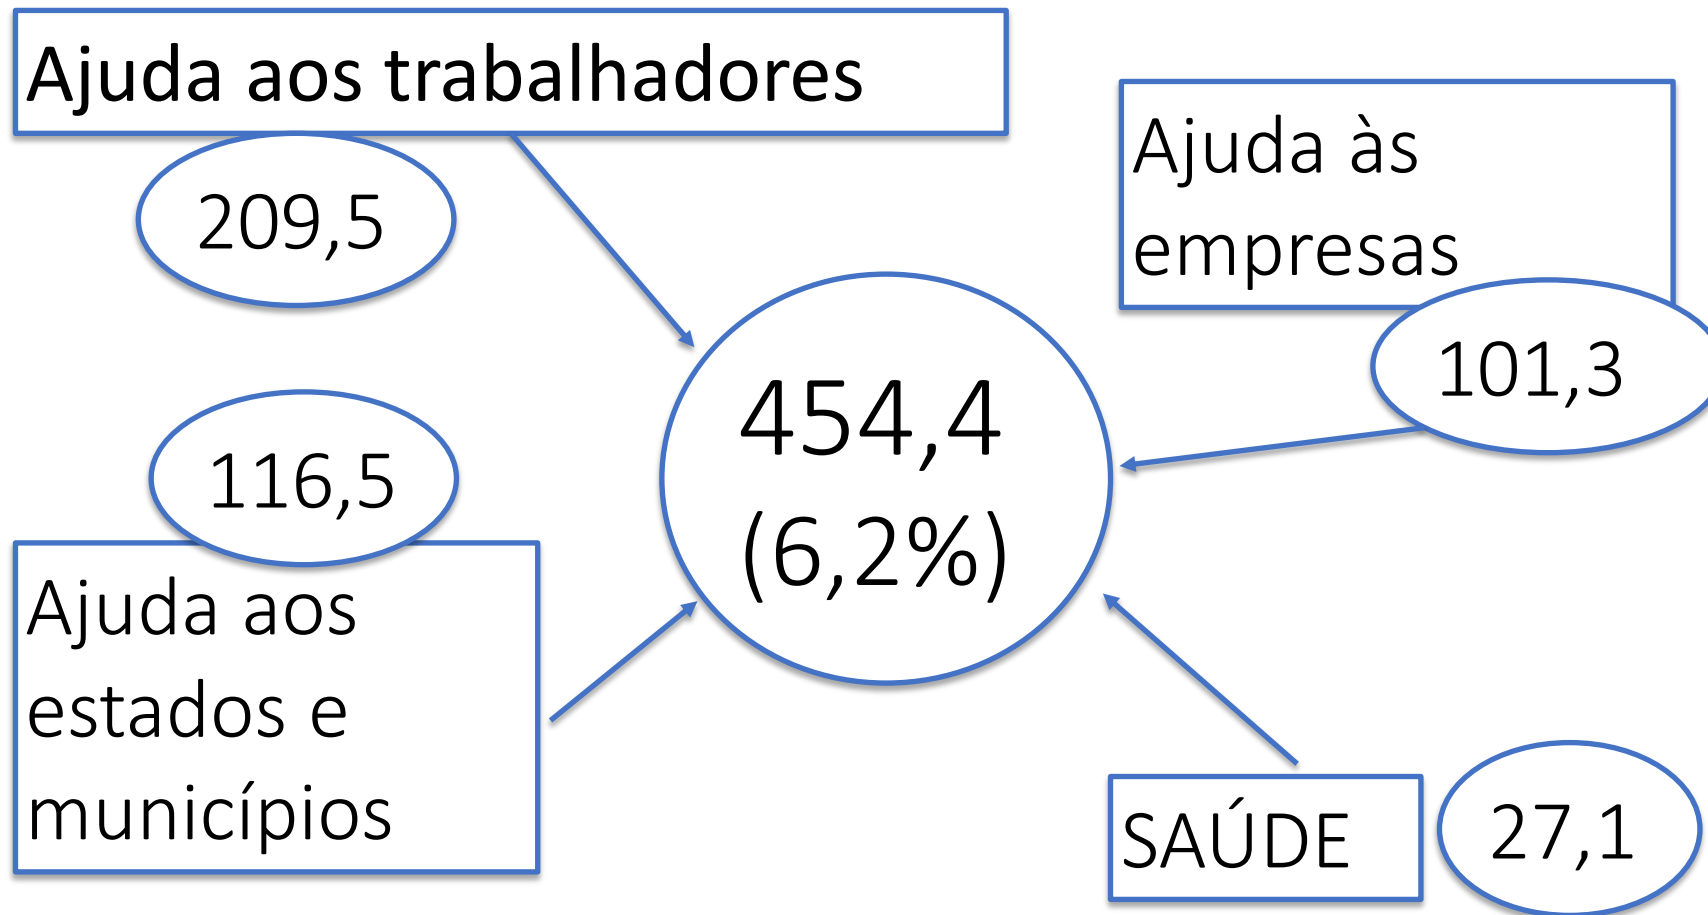 Ajuda aos trabalhadores
209,5
Ajuda às
empresas
101,3
454,4
(6,2%)
116,5
Ajuda aos
estados e
municípios
SAÚDE
27,1